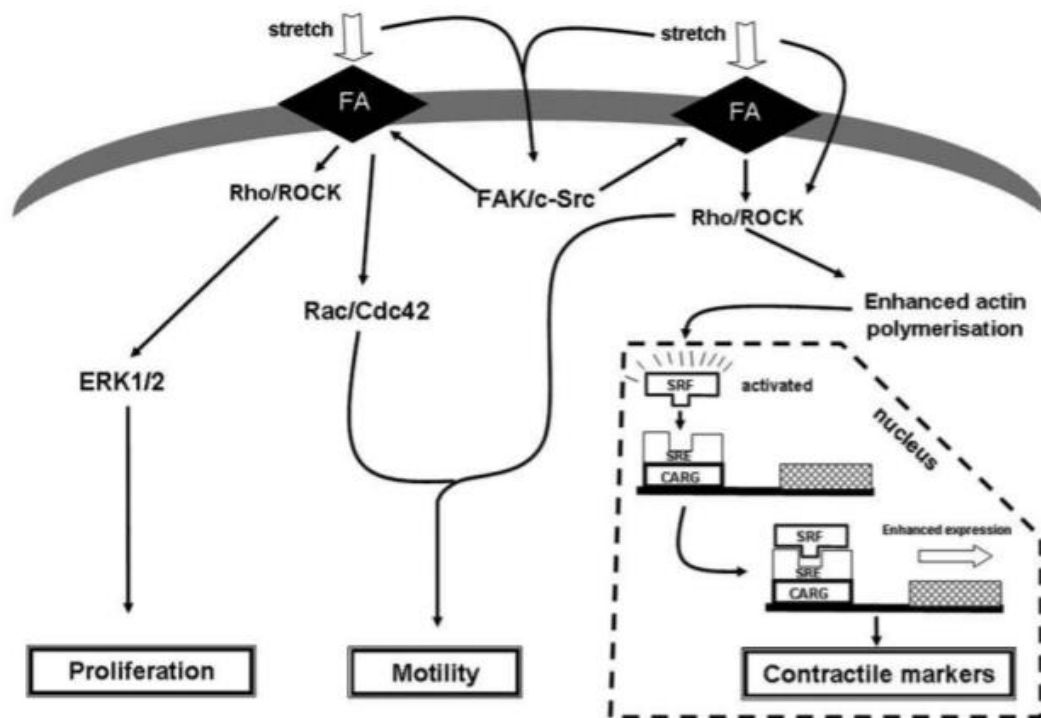 stretch
stretch
FA
FA
Rho/ROCK
FAK/c-Src
Rho/ROCK
Rac/Cdc42
Enhanced actin
polymerisation
ERK1/2
SRF
activated
nucleus
SRE
CARG
SRF
Enhanced expression
SRE
CARG
Proliferation
Motility
Contractile markers